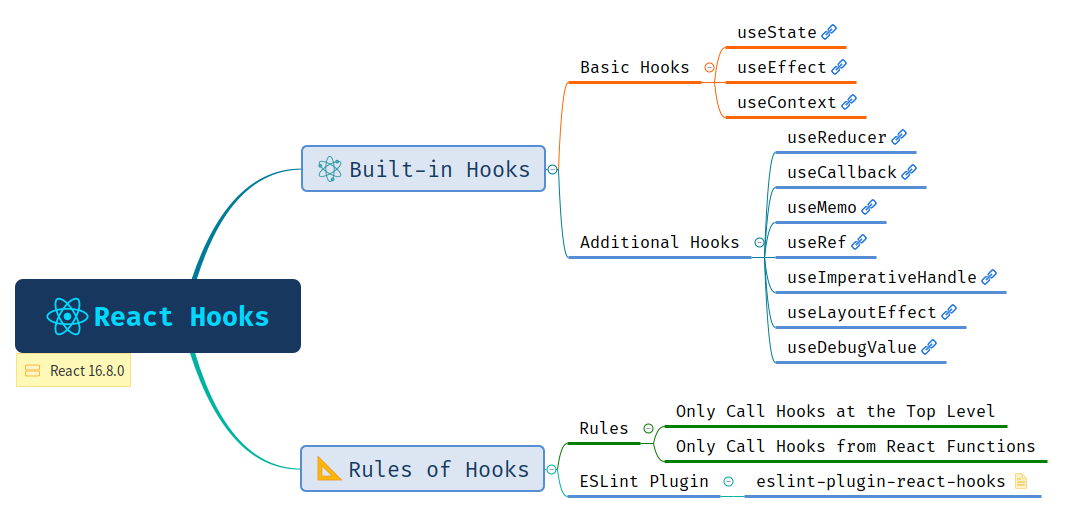 React Hooks
React 16.8.0
Built-in Hooks
Basic Hooks
useState
useEffect
useContext
Additional Hooks
useReducer
useCallback
useMemo
useRef
useImperativeHandle
useLayoutEffect
useDebugValue
Rules of Hooks
Rules
Only Call Hooks at the Top Level
Only Call Hooks from React Functions
ESLint Plugin
eslint-plugin-react-hooks